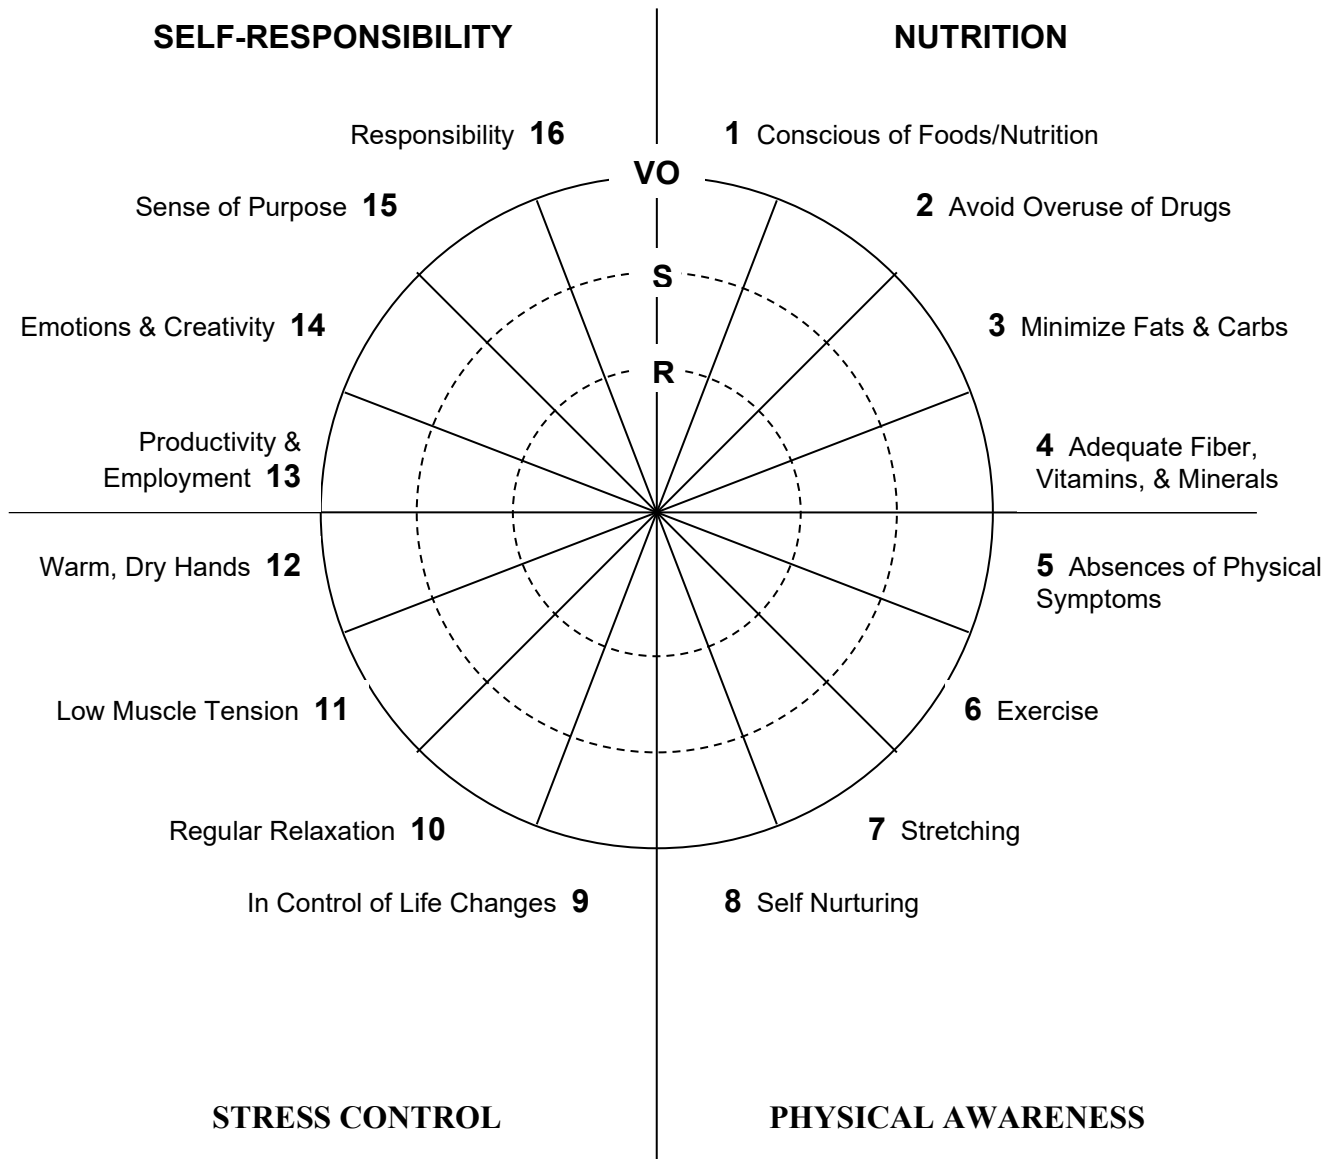 SELF-RESPONSIBILITY
NUTRITION
Responsibility 16
1 Conscious of Foods/Nutrition
VO
Sense of Purpose 15
2 Avoid Overuse of Drugs
S
Emotions & Creativity 14
3 Minimize Fats & Carbs
R
Productivity &
Employment 13
4 Adequate Fiber,
Vitamins, & Minerals
Warm, Dry Hands 12
5 Absences of Physical
Symptoms
Low Muscle Tension 11
6 Exercise
Regular Relaxation 10
7 Stretching
In Control of Life Changes 9
8 Self Nurturing
STRESS CONTROL
PHYSICAL AWARENESS